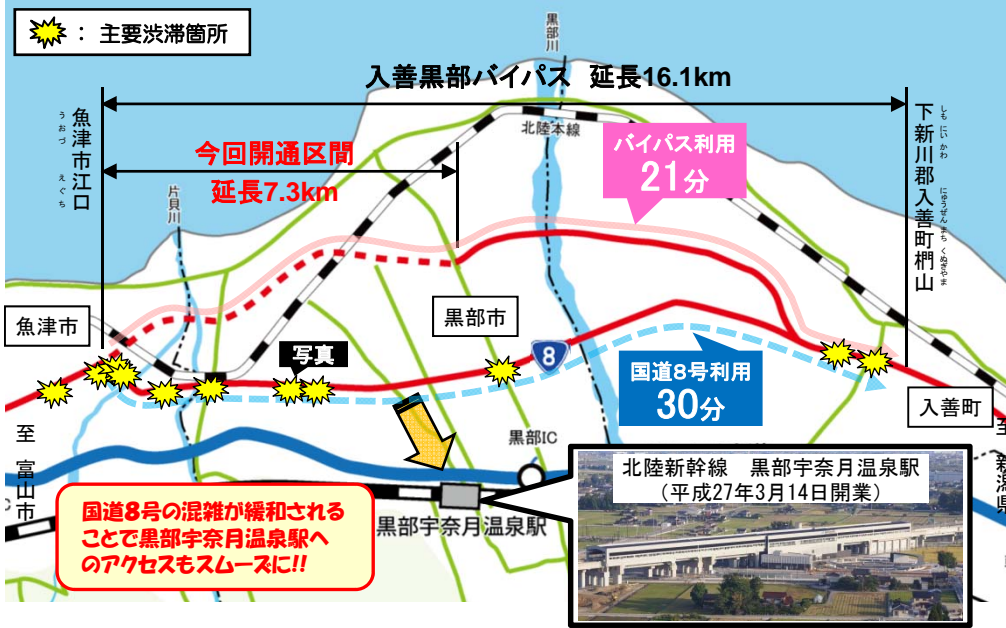 : 主要渋滞箇所
黒部川
入善黒部バイパス 延長16.1km
魚津市江口
うおづ えぐち
今回開通区間
延長7.3km
北陸本線
バイパス利用
21分
下新川郡入善町椚山
しもにいかわ にゅうぜんまち くぬぎやま
片貝川
魚津市
黒部市
写真
8
国道8号利用
30分
入善町
至 富山市
黒部IC
至 新潟県
北陸新幹線 黒部宇奈月温泉駅
(平成27年3月14日開業)
黒部宇奈月温泉駅
国道8号の混雑が緩和される
ことで黒部宇奈月温泉駅へ
のアクセスもスムーズに!!